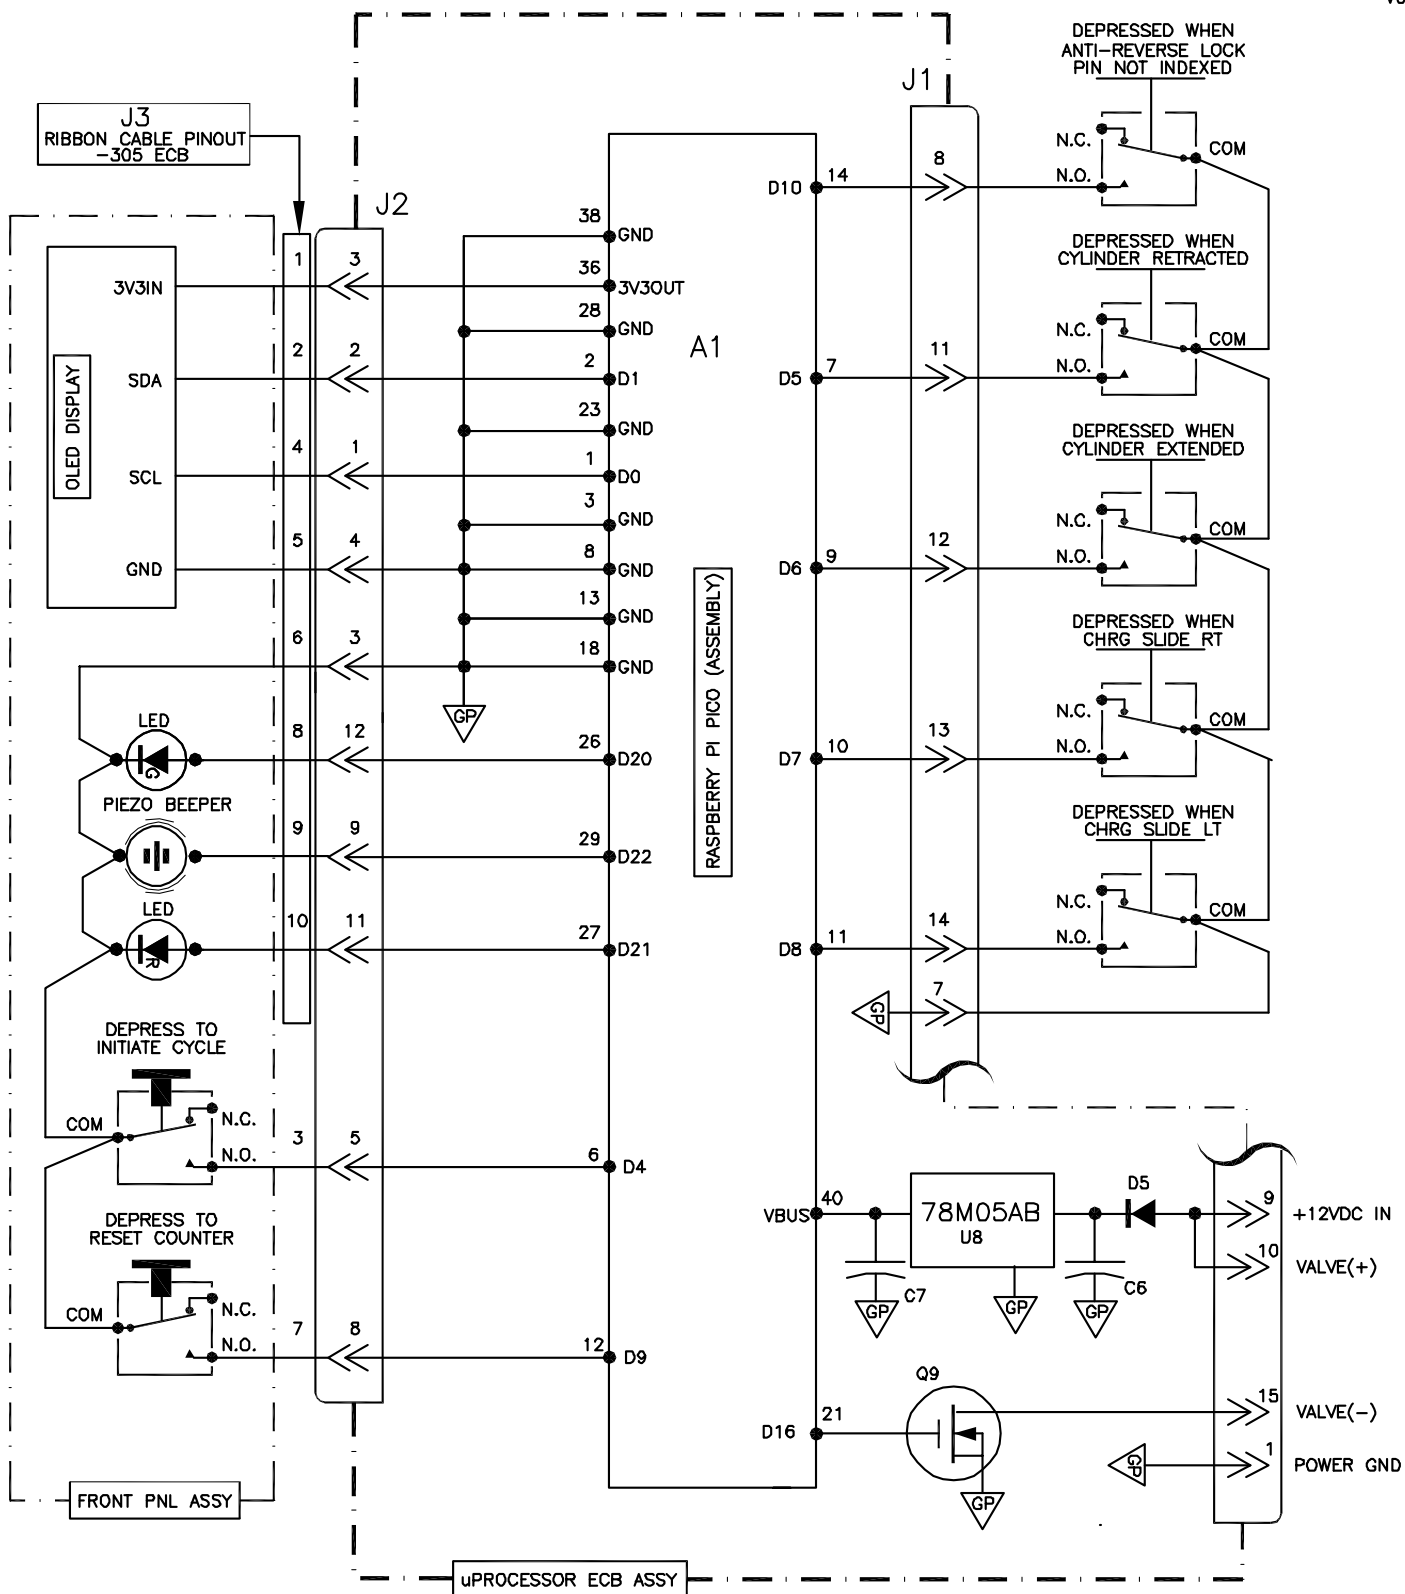 DEPRESSED WHEN
ANTI-REVERSE LOCK
PIN NOT INDEXED
J1
J3
RIBBON CABLE PINOUT
-305 ECB
N.C.
COM
N.O.
8
14
D10
J2
38
GND
1
3
3V3IN
36
3V3OUT
28
GND
DEPRESSED WHEN
CYLINDER RETRACTED
N.C.
COM
N.O.
11
7
D5
A1
OLED DISPLAY
2
2
SDA
2
D1
23
GND
4
1
SCL
1
D0
3
GND
DEPRESSED WHEN
CYLINDER EXTENDED
N.C.
COM
N.O.
12
9
D6
5
4
GND
8
GND
13
GND
RASPBERRY PI PICO (ASSEMBLY)
6
3
18
GND
GP
DEPRESSED WHEN
CHRG SLIDE RT
N.C.
COM
N.O.
13
10
D7
LED
G
8
12
26
D20
PIEZO BEEPER
9
9
29
D22
DEPRESSED WHEN
CHRG SLIDE LT
N.C.
COM
N.O.
14
11
D8
LED
R
10
11
27
D21
7
GP
DEPRESS TO
INITIATE CYCLE
COM
N.C.
N.O.
3
5
6
D4
DEPRESS TO
RESET COUNTER
COM
N.C.
N.O.
7
8
12
D9
VBUS
40
78M05AB
U8
D5
9
+12VDC IN
10
VALVE(+)
C7
C6
GP
GP
GP
Q9
D16
21
15
VALVE(-)
GP
1
POWER GND
GP
FRONT PNL ASSY
uPROCESSOR ECB ASSY